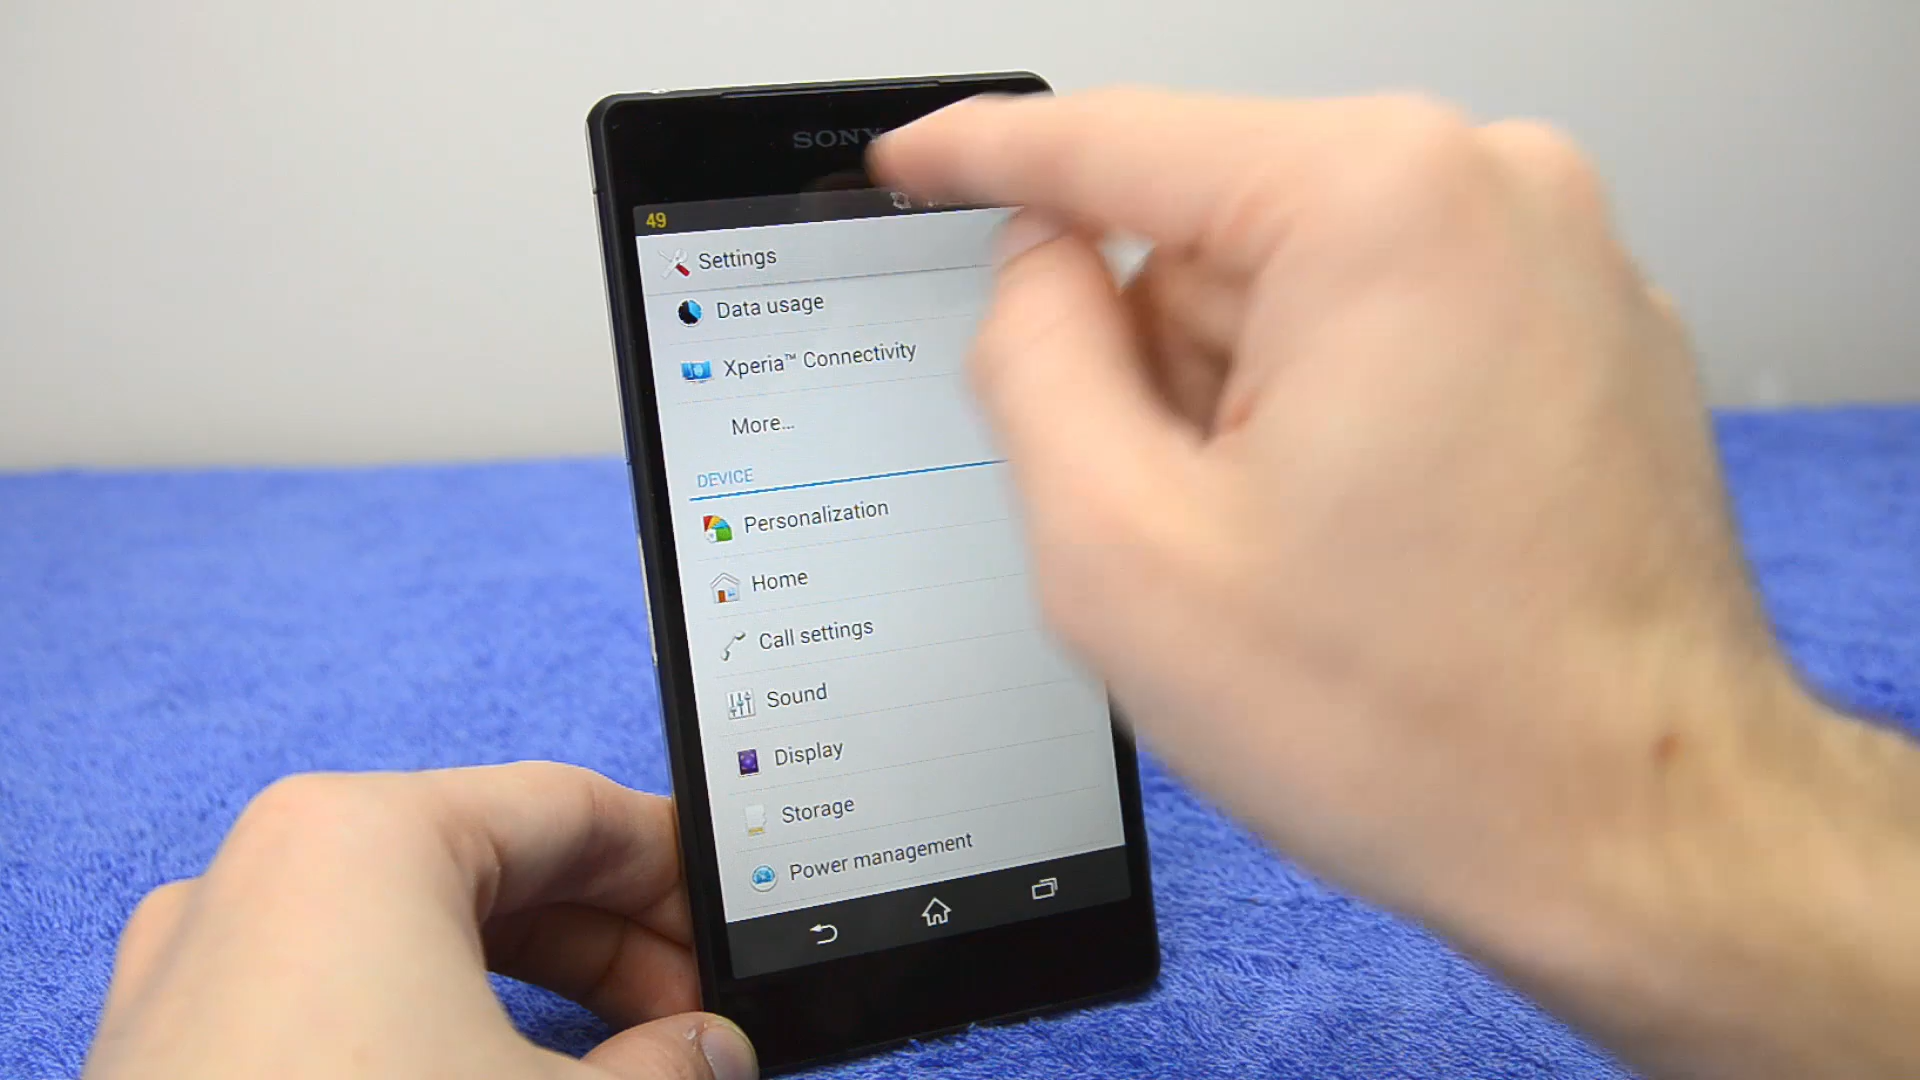 SONY
49
Settings
Data usage
Xperia™ Connectivity
More...
DEVICE
Personalization
Home
Call settings
Sound
Display
Storage
Power management